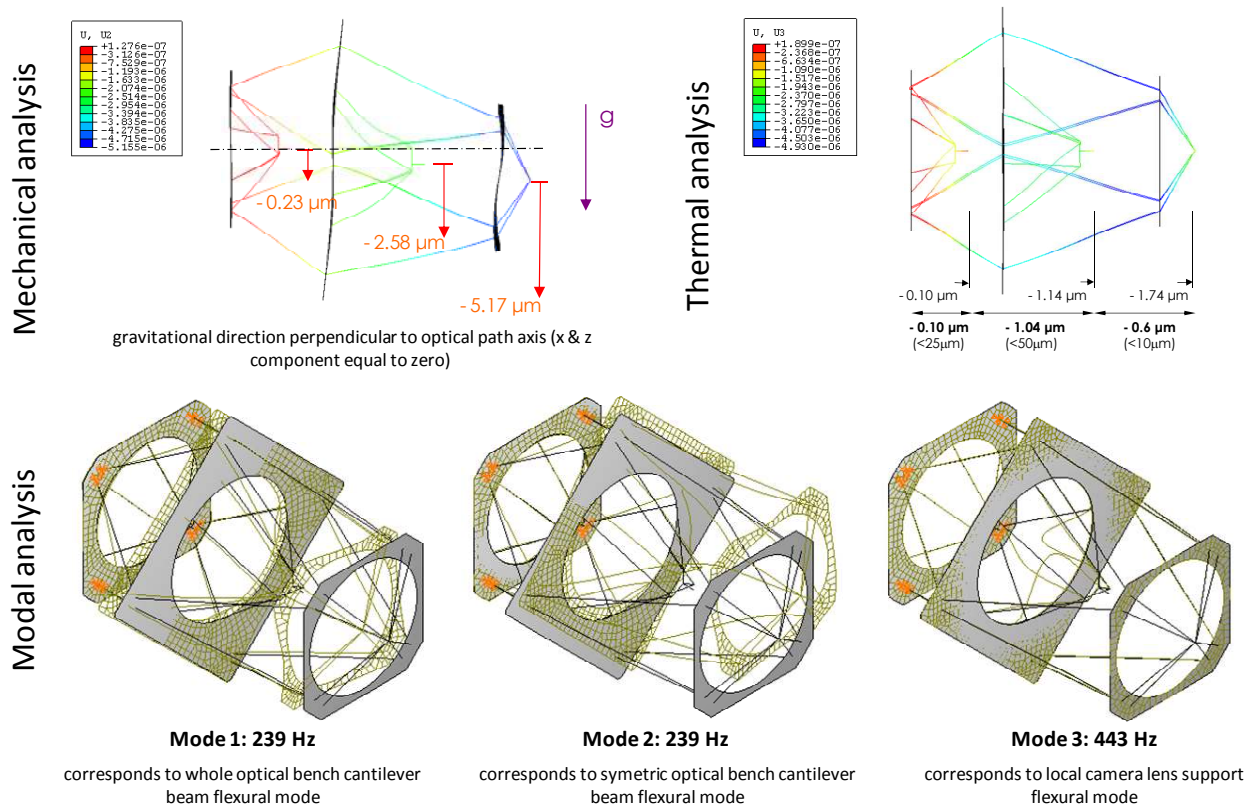 Mechanical analysis
U, U2
+1.276e-07
-3.126e-07
-7.529e-07
-1.193e-06
-1.633e-06
-2.074e-06
-2.514e-06
-2.954e-06
-3.394e-06
-3.835e-06
-4.275e-06
-4.715e-06
-5.155e-06
g
- 0.23 µm
- 2.58 µm
- 5.17 µm
gravitational direction perpendicular to optical path axis (x & z
component equal to zero)
Thermal analysis
U, U3
+1.899e-07
-2.368e-07
-6.634e-07
-1.090e-06
-1.517e-06
-1.943e-06
-2.370e-06
-2.797e-06
-3.223e-06
-3.650e-06
-4.077e-06
-4.503e-06
-4.930e-06
- 0.10 µm
- 1.14 µm
- 1.74 µm
- 0.10 µm
- 1.04 µm
- 0.6 µm
(<25µm)
(<50µm)
(<10µm)
Modal analysis
Mode 1: 239 Hz
corresponds to whole optical bench cantilever
beam flexural mode
Mode 2: 239 Hz
corresponds to symetric optical bench cantilever
beam flexural mode
Mode 3: 443 Hz
corresponds to local camera lens support
flexural mode